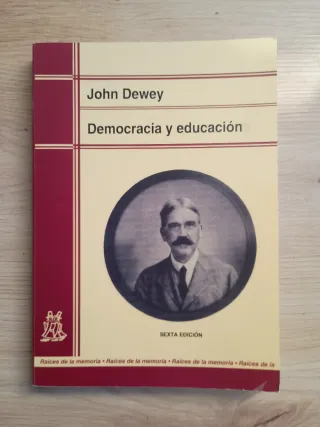 John Dewey
Democracia y educación
SEXTA EDICIÓN
Raíces de la memoria • Raíces de la memoria • Raíces de la memoria • Raíces de la